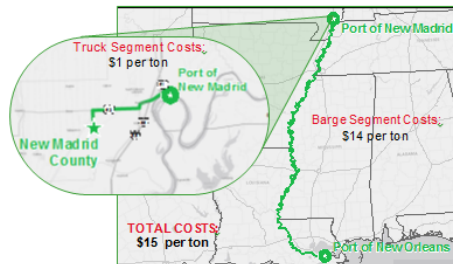 Truck Segment Costs:
$1 per ton
Port of
New Madrid
New Madrid
County
Port of New Madrid
Barge Segment Costs:
$14 per ton
TOTAL COSTS:
$15 per ton
Port of New Orleans